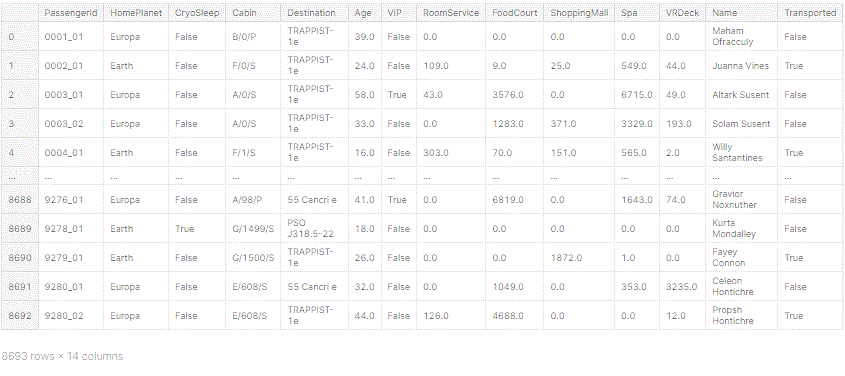 PassengerId HomePlanet CryoSleep Cabin Destination Age VIP RoomService FoodCourt ShoppingMall Spa VRDeck Name Transported
0 0001_01 Europa False B/0/P TRAPPIST-1e 39.0 False 0.0 0.0 0.0 0.0 0.0 Maham Ofracculy False
1 0002_01 Earth False F/0/S TRAPPIST-1e 24.0 False 109.0 9.0 25.0 549.0 44.0 Juanna Vines True
2 0003_01 Europa False A/0/S TRAPPIST-1e 58.0 True 43.0 3576.0 0.0 6715.0 49.0 Altark Susent False
3 0003_02 Europa False A/0/S TRAPPIST-1e 33.0 False 0.0 1283.0 371.0 3329.0 193.0 Solam Susent False
4 0004_01 Earth False F/1/S TRAPPIST-1e 16.0 False 303.0 70.0 151.0 565.0 2.0 Willy Santantines True
... ... ... ... ... ... ... ... ... ... ... ... ... ... ...
8688 9276_01 Europa False A/98/P 55 Cancri e 41.0 True 0.0 6819.0 0.0 1643.0 74.0 Gravior Noxnuther False
8689 9278_01 Earth True G/1499/S PSO J318.5-22 18.0 False 0.0 0.0 0.0 0.0 0.0 Kurta Mondalley False
8690 9279_01 Earth False G/1500/S TRAPPIST-1e 26.0 False 0.0 0.0 1872.0 1.0 0.0 Fayey Connon True
8691 9280_01 Europa False E/608/S 55 Cancri e 32.0 False 0.0 1049.0 0.0 353.0 3235.0 Celeon Hontichre False
8692 9280_02 Europa False E/608/S TRAPPIST-1e 44.0 False 126.0 4688.0 0.0 0.0 12.0 Propsh Hontichre True
8693 rows × 14 columns